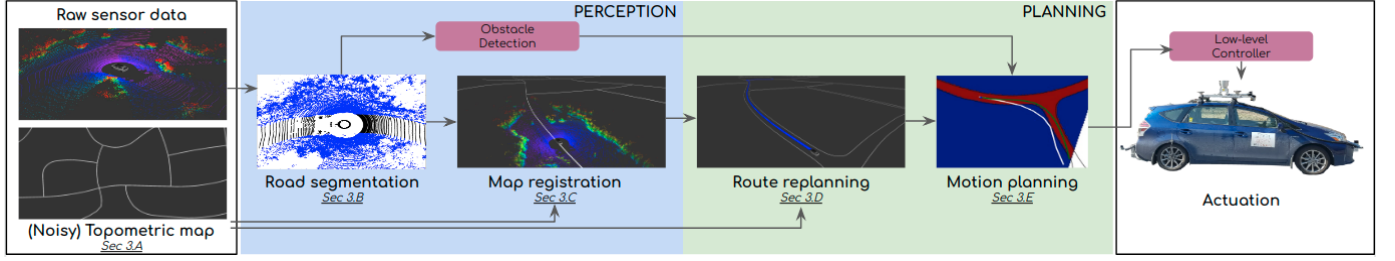 Raw sensor data
(Noisy) Topometric map
Sec 3.A
PERCEPTION
Obstacle
Detection
Road segmentation
Sec 3.B
Map registration
Sec 3.C
PLANNING
Route replanning
Sec 3.D
Motion planning
Sec 3.E
Low-level
Controller
Actuation